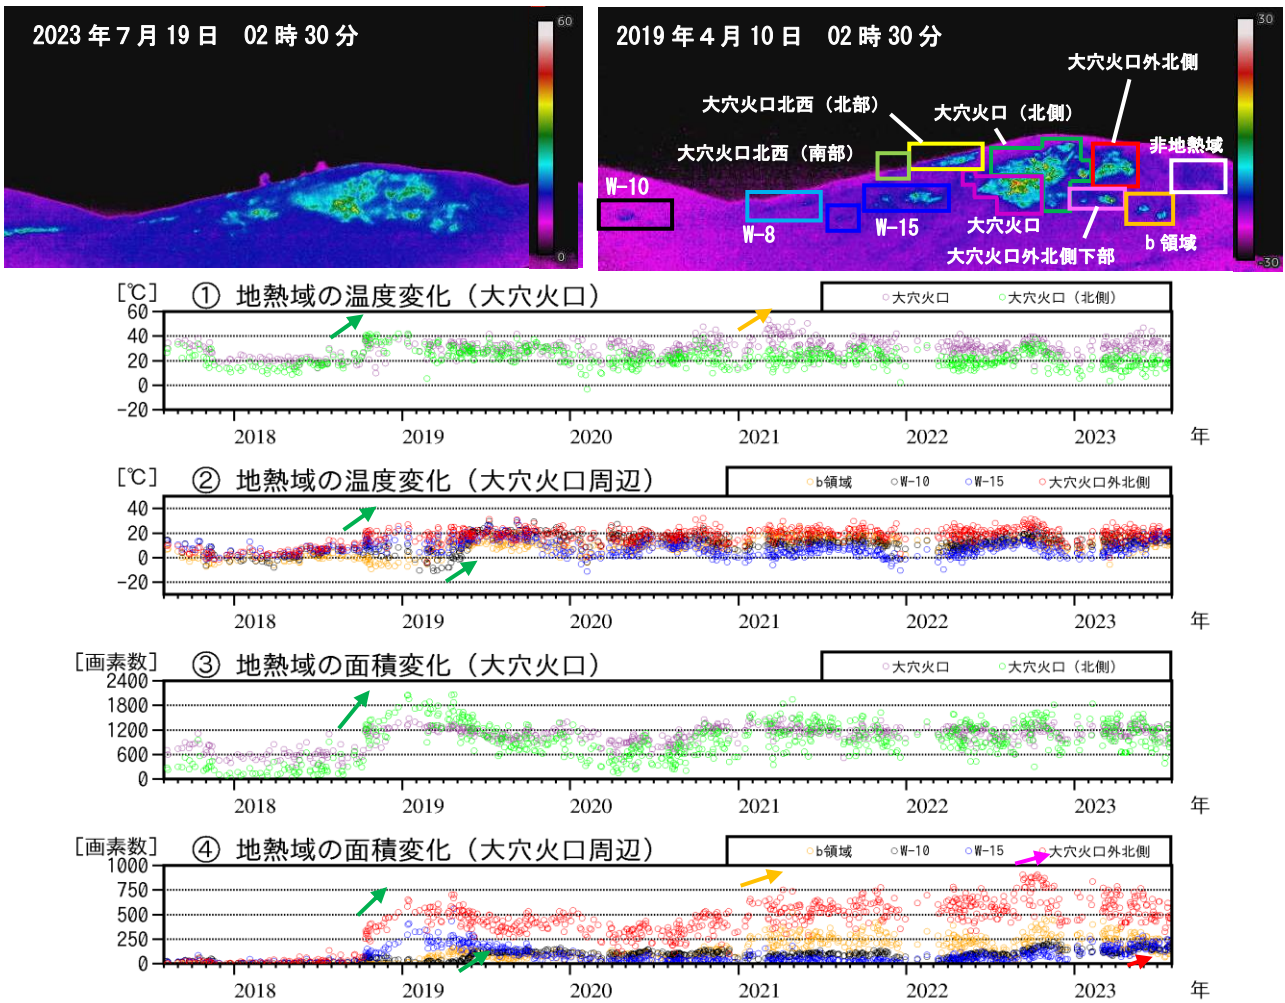 2023年７月19日　02時30分
60
0
2019年４月10日　02時30分
30
-30
大穴火口外北側
大穴火口北西（北部）
大穴火口（北側）
大穴火口北西（南部）
非地熱域
W-10
W-8
W-15
大穴火口
大穴火口外北側下部
ｂ領域
[℃]
① 地熱域の温度変化（大穴火口）
大穴火口
大穴火口（北側）
60
40
20
0
-20
2018 2019 2020 2021 2022 2023 年
[℃]
② 地熱域の温度変化（大穴火口周辺）
b領域
W-10
W-15
大穴火口外北側
40
20
0
-20
2018 2019 2020 2021 2022 2023 年
[画素数]
③ 地熱域の面積変化（大穴火口）
大穴火口
大穴火口（北側）
2400
1800
1200
600
0
2018 2019 2020 2021 2022 2023 年
[画素数]
④ 地熱域の面積変化（大穴火口周辺）
b領域
W-10
W-15
大穴火口外北側
1000
750
500
250
0
2018 2019 2020 2021 2022 2023 年